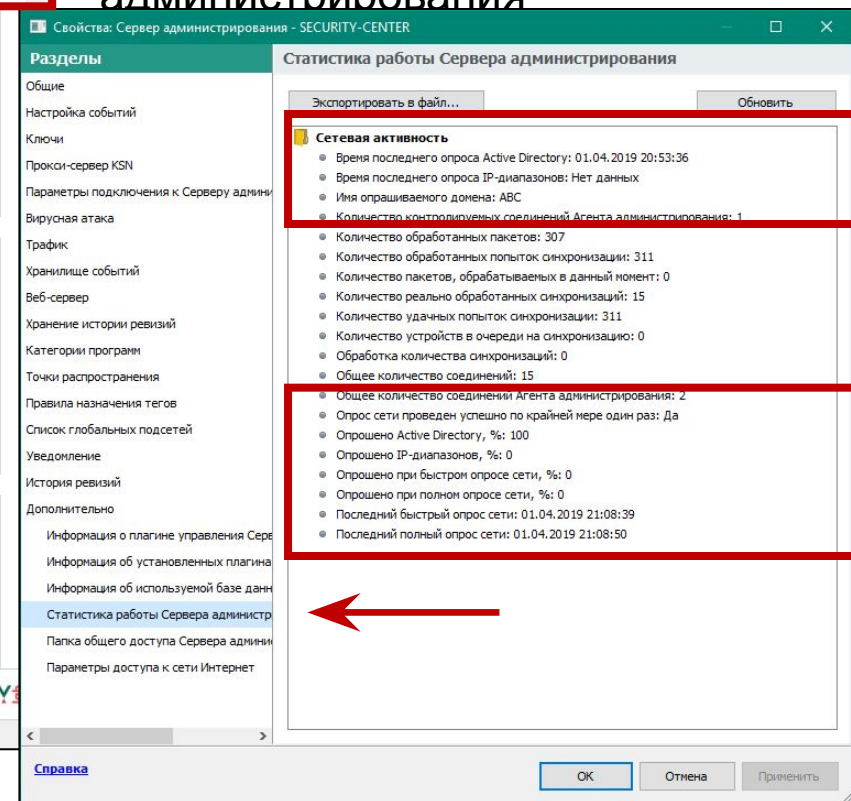 администрирования
Свойства: Сервер администрирования - SECURITY-CENTER
Разделы
Статистика работы Сервера администрирования
Общие
Настройка событий
Ключи
Прокси-сервер KSN
Параметры подключения к Серверу админи
Вирусная атака
Трафик
Хранилище событий
Веб-сервер
Хранение истории ревизий
Категории программ
Точки распространения
Правила назначения тегов
Список глобальных подсетей
Уведомление
История ревизий
Дополнительно
Информация о плагине управления Серве
Информация об установленных плагина
Информация об используемой базе данн
Статистика работы Сервера администр
Папка общего доступа Сервера админис
Параметры доступа к сети Интернет
Экспортировать в файл...
Обновить
Сетевая активность
Время последнего опроса Active Directory: 01.04.2019 20:53:36
Время последнего опроса IP-диапазонов: Нет данных
Имя опрашиваемого домена: ABC
Количество контролируемых соединений Агента администрирования: 1
Количество обработанных пакетов: 307
Количество обработанных попыток синхронизации: 311
Количество пакетов, обрабатываемых в данный момент: 0
Количество реально обработанных синхронизаций: 15
Количество удачных попыток синхронизации: 311
Количество устройств в очереди на синхронизацию: 0
Обработка количества синхронизаций: 0
Общее количество соединений: 15
Общее количество соединений Агента администрирования: 2
Опрос сети проведен успешно по крайней мере один раз: Да
Опрошено Active Directory, %: 100
Опрошено IP-диапазонов, %: 0
Опрошено при быстром опросе сети, %: 0
Опрошено при полном опросе сети, %: 0
Последний быстрый опрос сети: 01.04.2019 21:08:39
Последний полный опрос сети: 01.04.2019 21:08:50
Справка
OK
Отмена
Применить